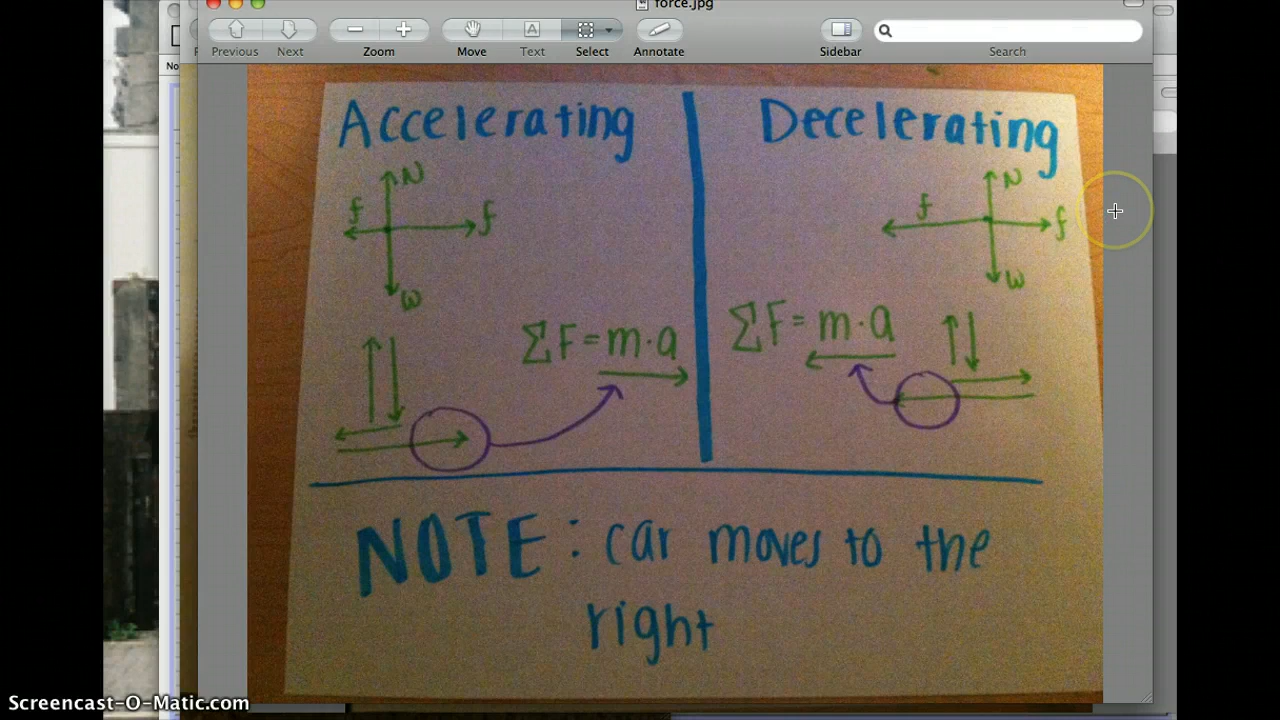 force.jpg
Previous Next Zoom Move Text Select Annotate Sidebar Search
A
No
Accelerating
N
f
f
W
ΣF = m·a
Decelerating
N
f
f
W
ΣF = m·a
NOTE: car moves to the
right
Screencast-O-Matic.com